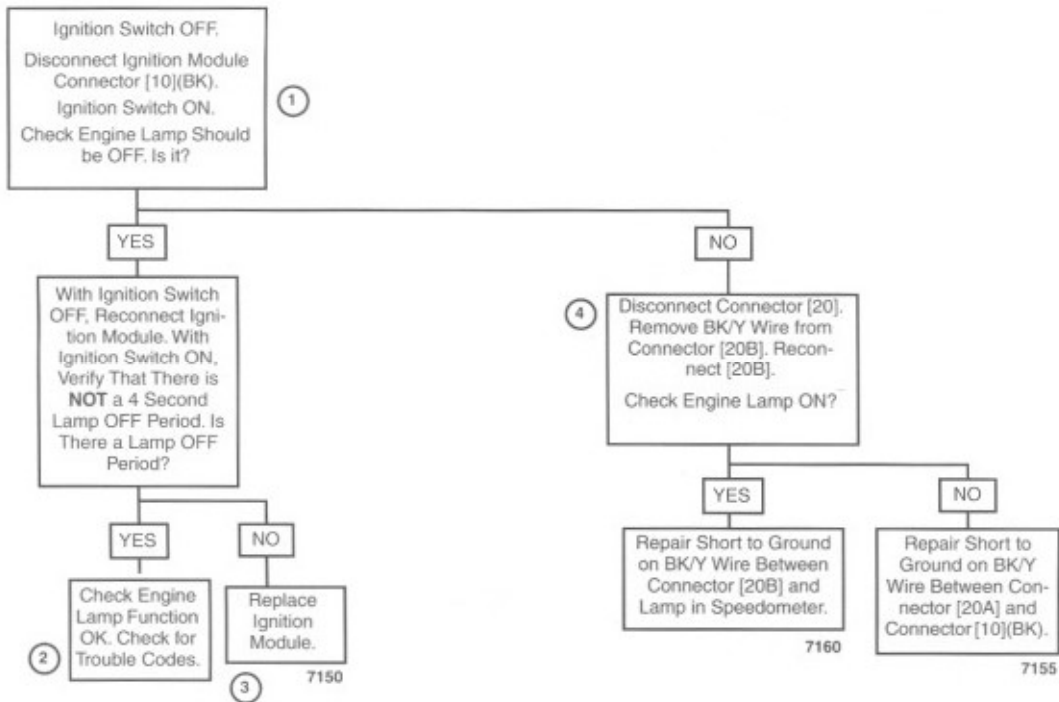 Ignition Switch OFF.
Disconnect Ignition Module
Connector [10](BK).
Ignition Switch ON.
Check Engine Lamp Should
be OFF. Is it?
1
YES
NO
With Ignition Switch
OFF, Reconnect Igni-
tion Module. With
Ignition Switch ON,
Verify That There is
NOT a 4 Second
Lamp OFF Period. Is
There a Lamp OFF
Period?
4
Disconnect Connector [20].
Remove BK/Y Wire from
Connector [20B]. Recon-
nect [20B].
Check Engine Lamp ON?
YES
NO
YES
NO
Check Engine
Lamp Function
OK. Check for
Trouble Codes.
2
Replace
Ignition
Module.
3
7150
Repair Short to Ground
on BK/Y Wire Between
Connector [20B] and
Lamp in Speedometer.
7160
Repair Short to
Ground on BK/Y
Wire Between Con-
nector [20A] and
Connector [10](BK).
7155